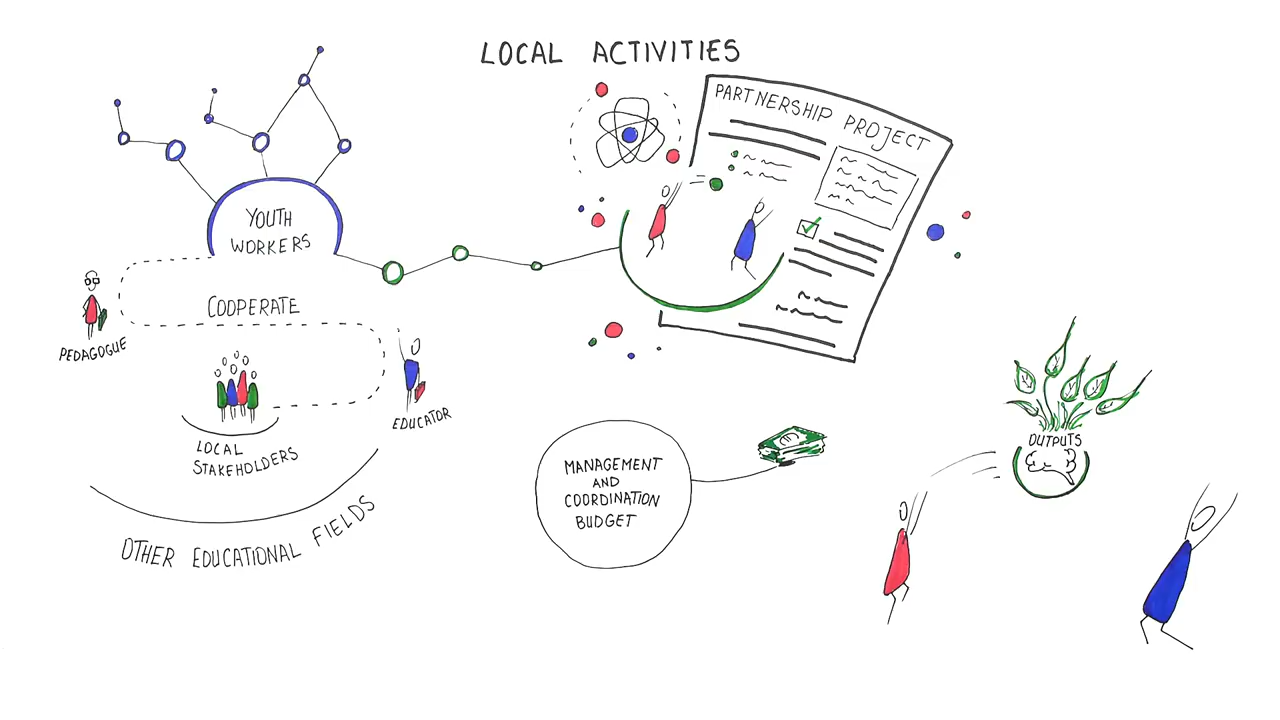 LOCAL ACTIVITIES
PARTNERSHIP PROJECT
YOUTH
WORKERS
COOPERATE
PEDAGOGUE
EDUCATOR
LOCAL
STAKEHOLDERS
OTHER EDUCATIONAL FIELDS
MANAGEMENT
AND
COORDINATION
BUDGET
OUTPUTS